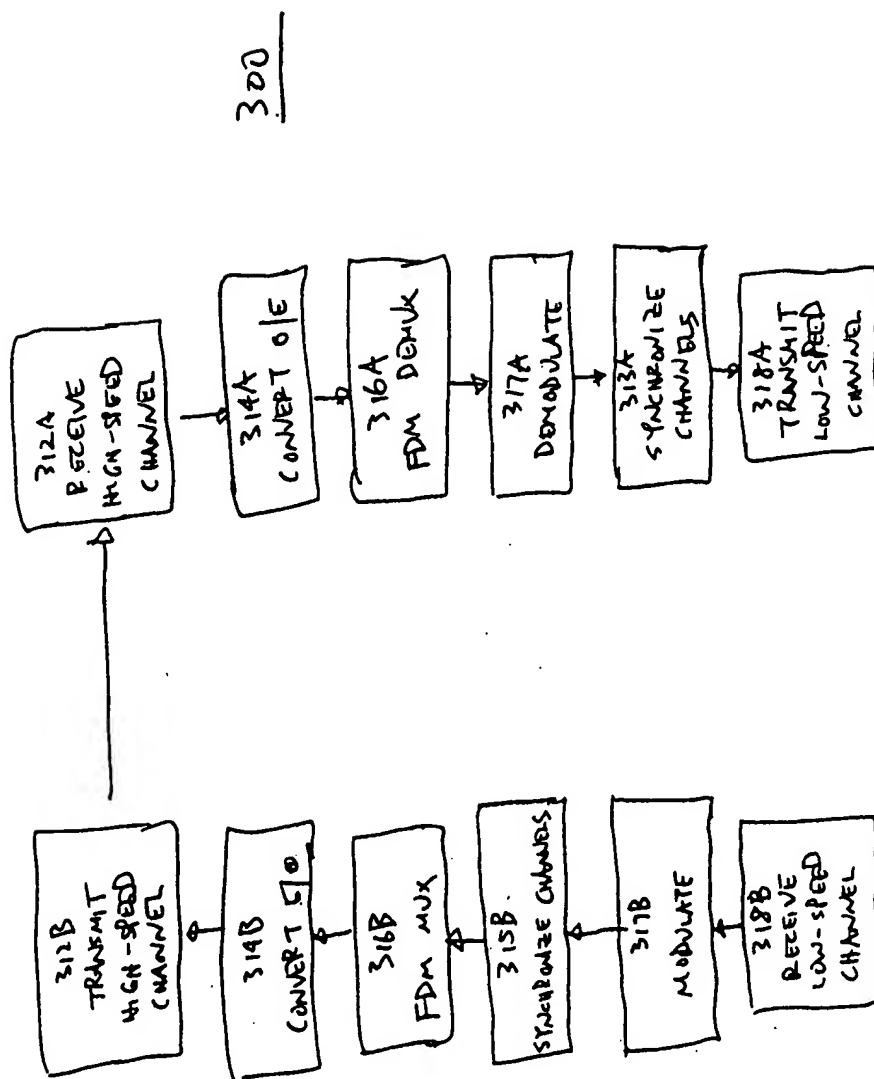 300
312A
RECEIVE
HIGH-SPEED
CHANNEL
314A
CONVERT O/E
316A
FDM DEMUX
317A
DEMODULATE
313A
SYNCHRONIZE
CHANNELS
318A
TRANSMIT
LOW-SPEED
CHANNEL
312B
TRANSMIT
HIGH-SPEED
CHANNEL
314B
CONVERT E/O
316B
FDM MUX
315B.
SYNCHRONIZE CHANNELS
317B
MODULATE
318B
RECEIVE
LOW-SPEED
CHANNEL